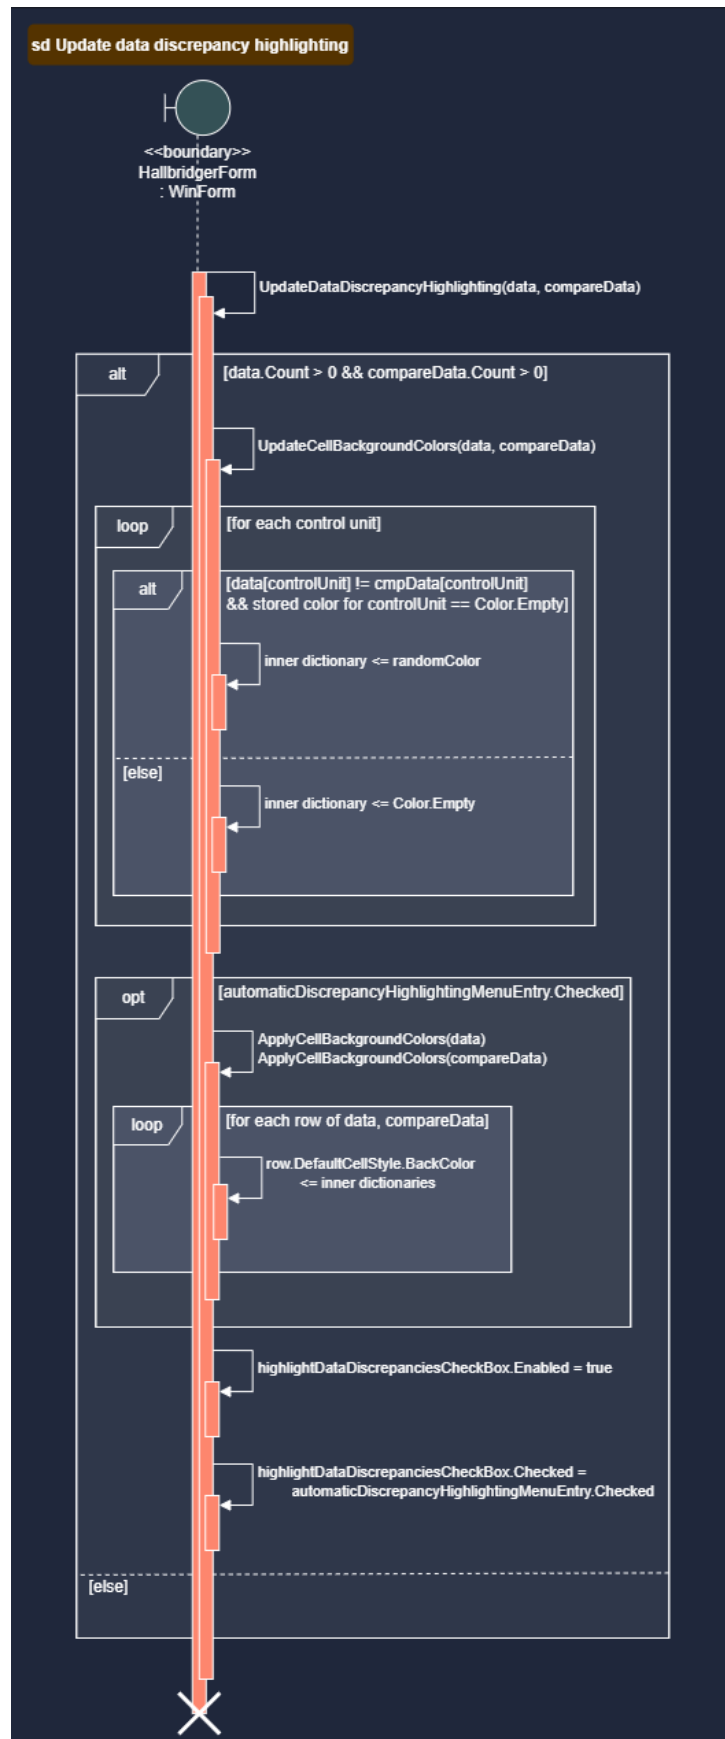 sd Update data discrepancy highlighting
<<boundary>>
HallbridgerForm
: WinForm
UpdateDataDiscrepancyHighlighting(data, compareData)
alt
[data.Count > 0 && compareData.Count > 0]
UpdateCellBackgroundColors(data, compareData)
loop
[for each control unit]
alt
[data[controlUnit] != cmpData[controlUnit]
&& stored color for controlUnit == Color.Empty]
inner dictionary <= randomColor
[else]
inner dictionary <= Color.Empty
opt
[automaticDiscrepancyHighlightingMenuEntry.Checked]
ApplyCellBackgroundColors(data)
ApplyCellBackgroundColors(compareData)
loop
[for each row of data, compareData]
row.DefaultCellStyle.BackColor
<= inner dictionaries
highlightDataDiscrepanciesCheckBox.Enabled = true
highlightDataDiscrepanciesCheckBox.Checked =
automaticDiscrepancyHighlightingMenuEntry.Checked
[else]